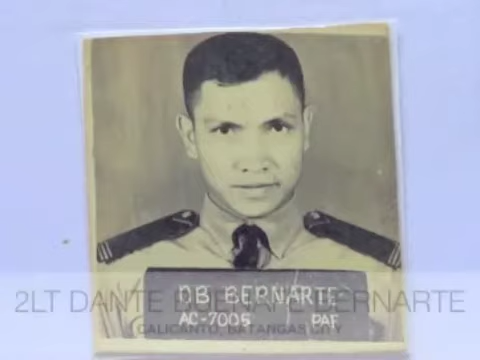 DB BERNARTE
AC-7005 PAF
2LT DANTE BERNARTE
CALICANTO, BATANGAS CITY